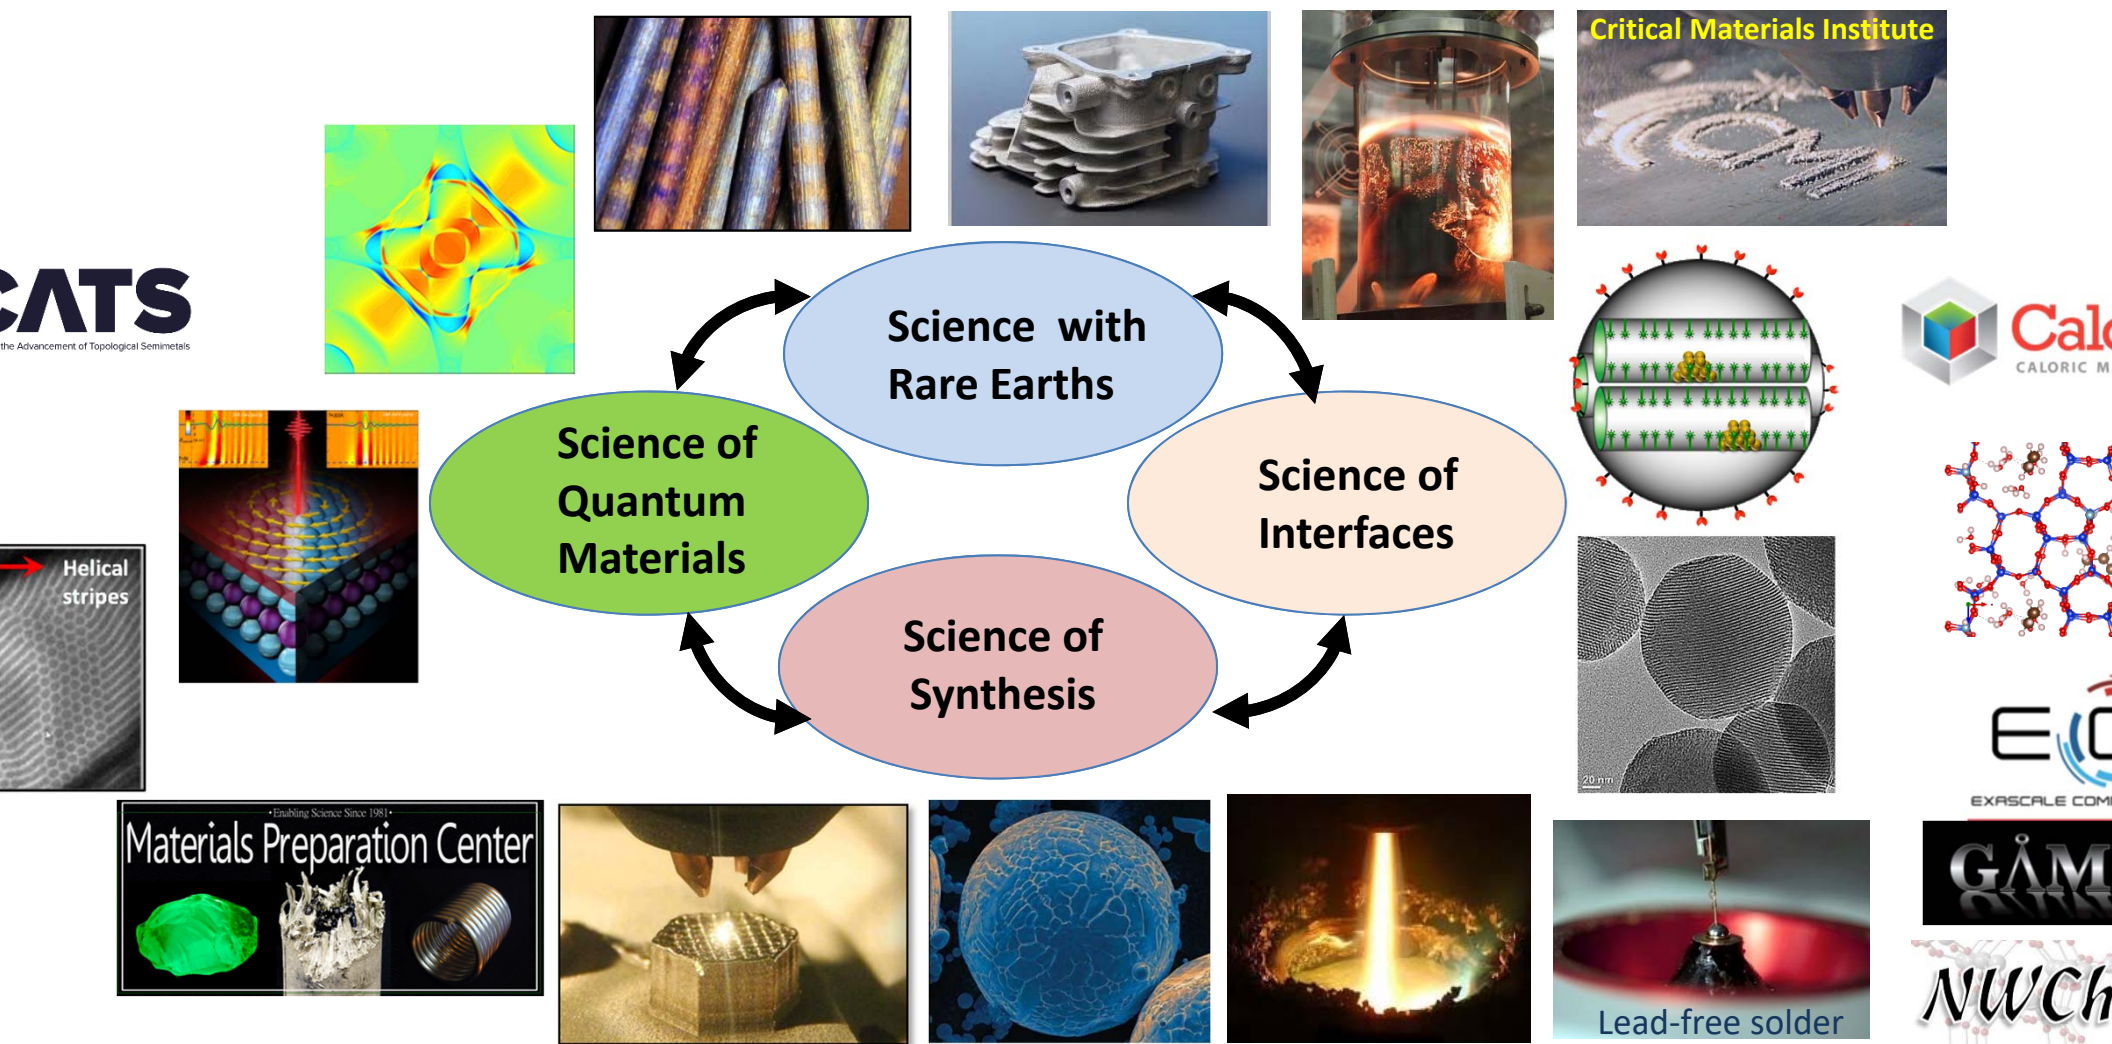 Critical Materials Institute
CATS
the Advancement of Topological Semimetals
Science with
Rare Earths
Science of
Quantum
Materials
Science of
Interfaces
Science of
Synthesis
CALORIC M
Helical
stripes
20 nm
EXASCALE COM
•Enabling Science Since 1981•
Materials Preparation Center
GÅM
NWCh
Lead-free solder